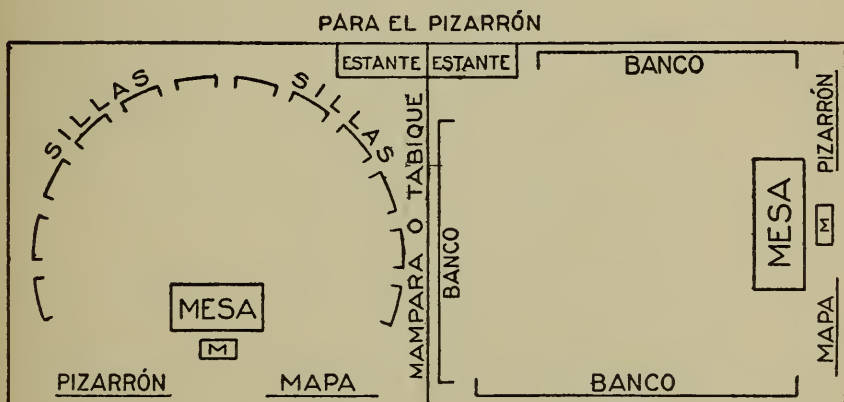 PARA EL PIZARRÓN
ESTANTE ESTANTE
SILLAS SILLAS
MESA
M
PIZARRÓN MAPA
MAMPARA O TABIQUE
BANCO
BANCO
PIZARRÓN
MESA
M
MAPA
BANCO